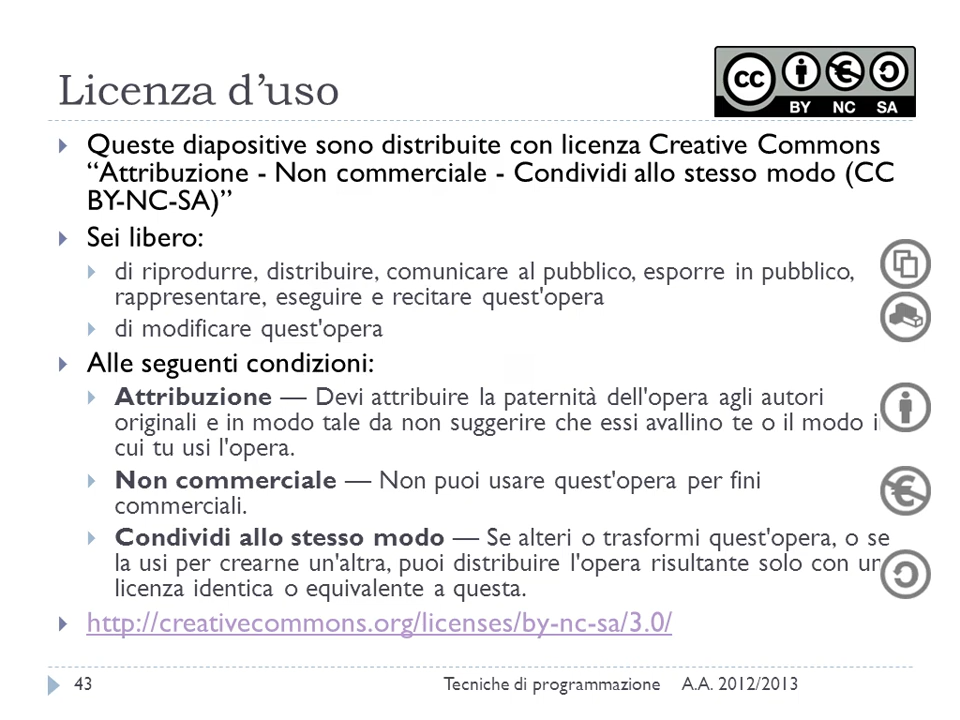 Licenza d'uso
cc BY NC SA
Queste diapositive sono distribuite con licenza Creative Commons
“Attribuzione - Non commerciale - Condividi allo stesso modo (CC
BY-NC-SA)”
Sei libero:
di riprodurre, distribuire, comunicare al pubblico, esporre in pubblico,
rappresentare, eseguire e recitare quest'opera
di modificare quest'opera
Alle seguenti condizioni:
Attribuzione — Devi attribuire la paternità dell'opera agli autori
originali e in modo tale da non suggerire che essi avallino te o il modo
cui tu usi l'opera.
Non commerciale — Non puoi usare quest'opera per fini
commerciali.
Condividi allo stesso modo — Se alteri o trasformi quest'opera, o se
la usi per crearne un'altra, puoi distribuire l'opera risultante solo con
licenza identica o equivalente a questa.
http://creativecommons.org/licenses/by-nc-sa/3.0/
43 Tecniche di programmazione A.A. 2012/2013